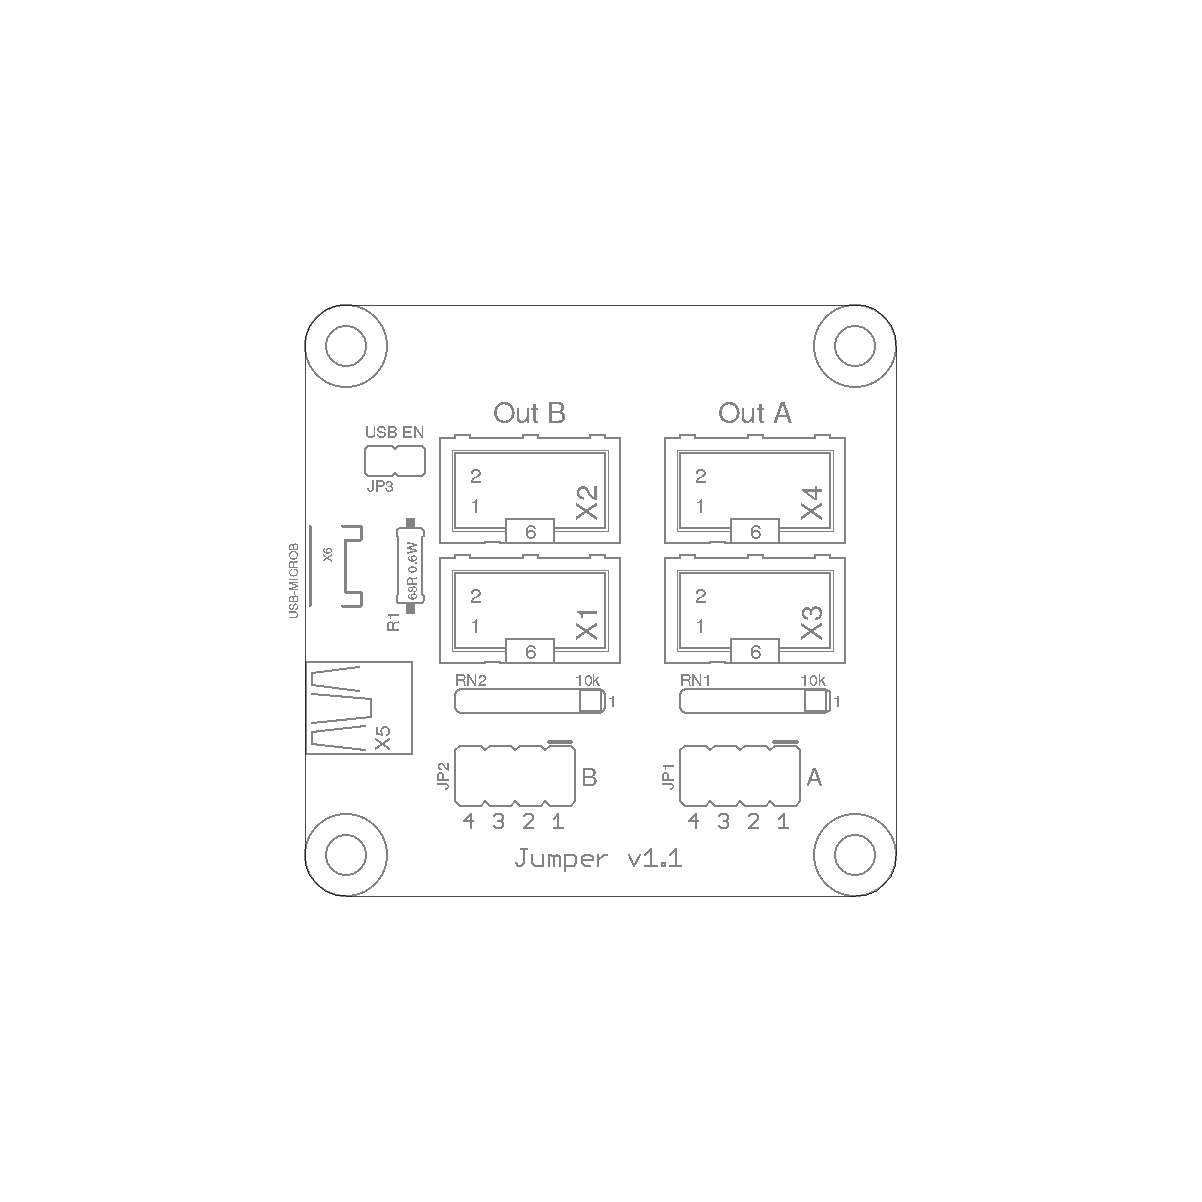 Out B
Out A
USB EN
JP3
2
1
X2
6
2
1
X4
6
USB-MICROB
X6
68R 0.6W
R1
2
1
X1
6
2
1
X3
6
RN2
10k
1
RN1
10k
1
X5
JP2
B
4 3 2 1
JP1
A
4 3 2 1
Jumper v1.1